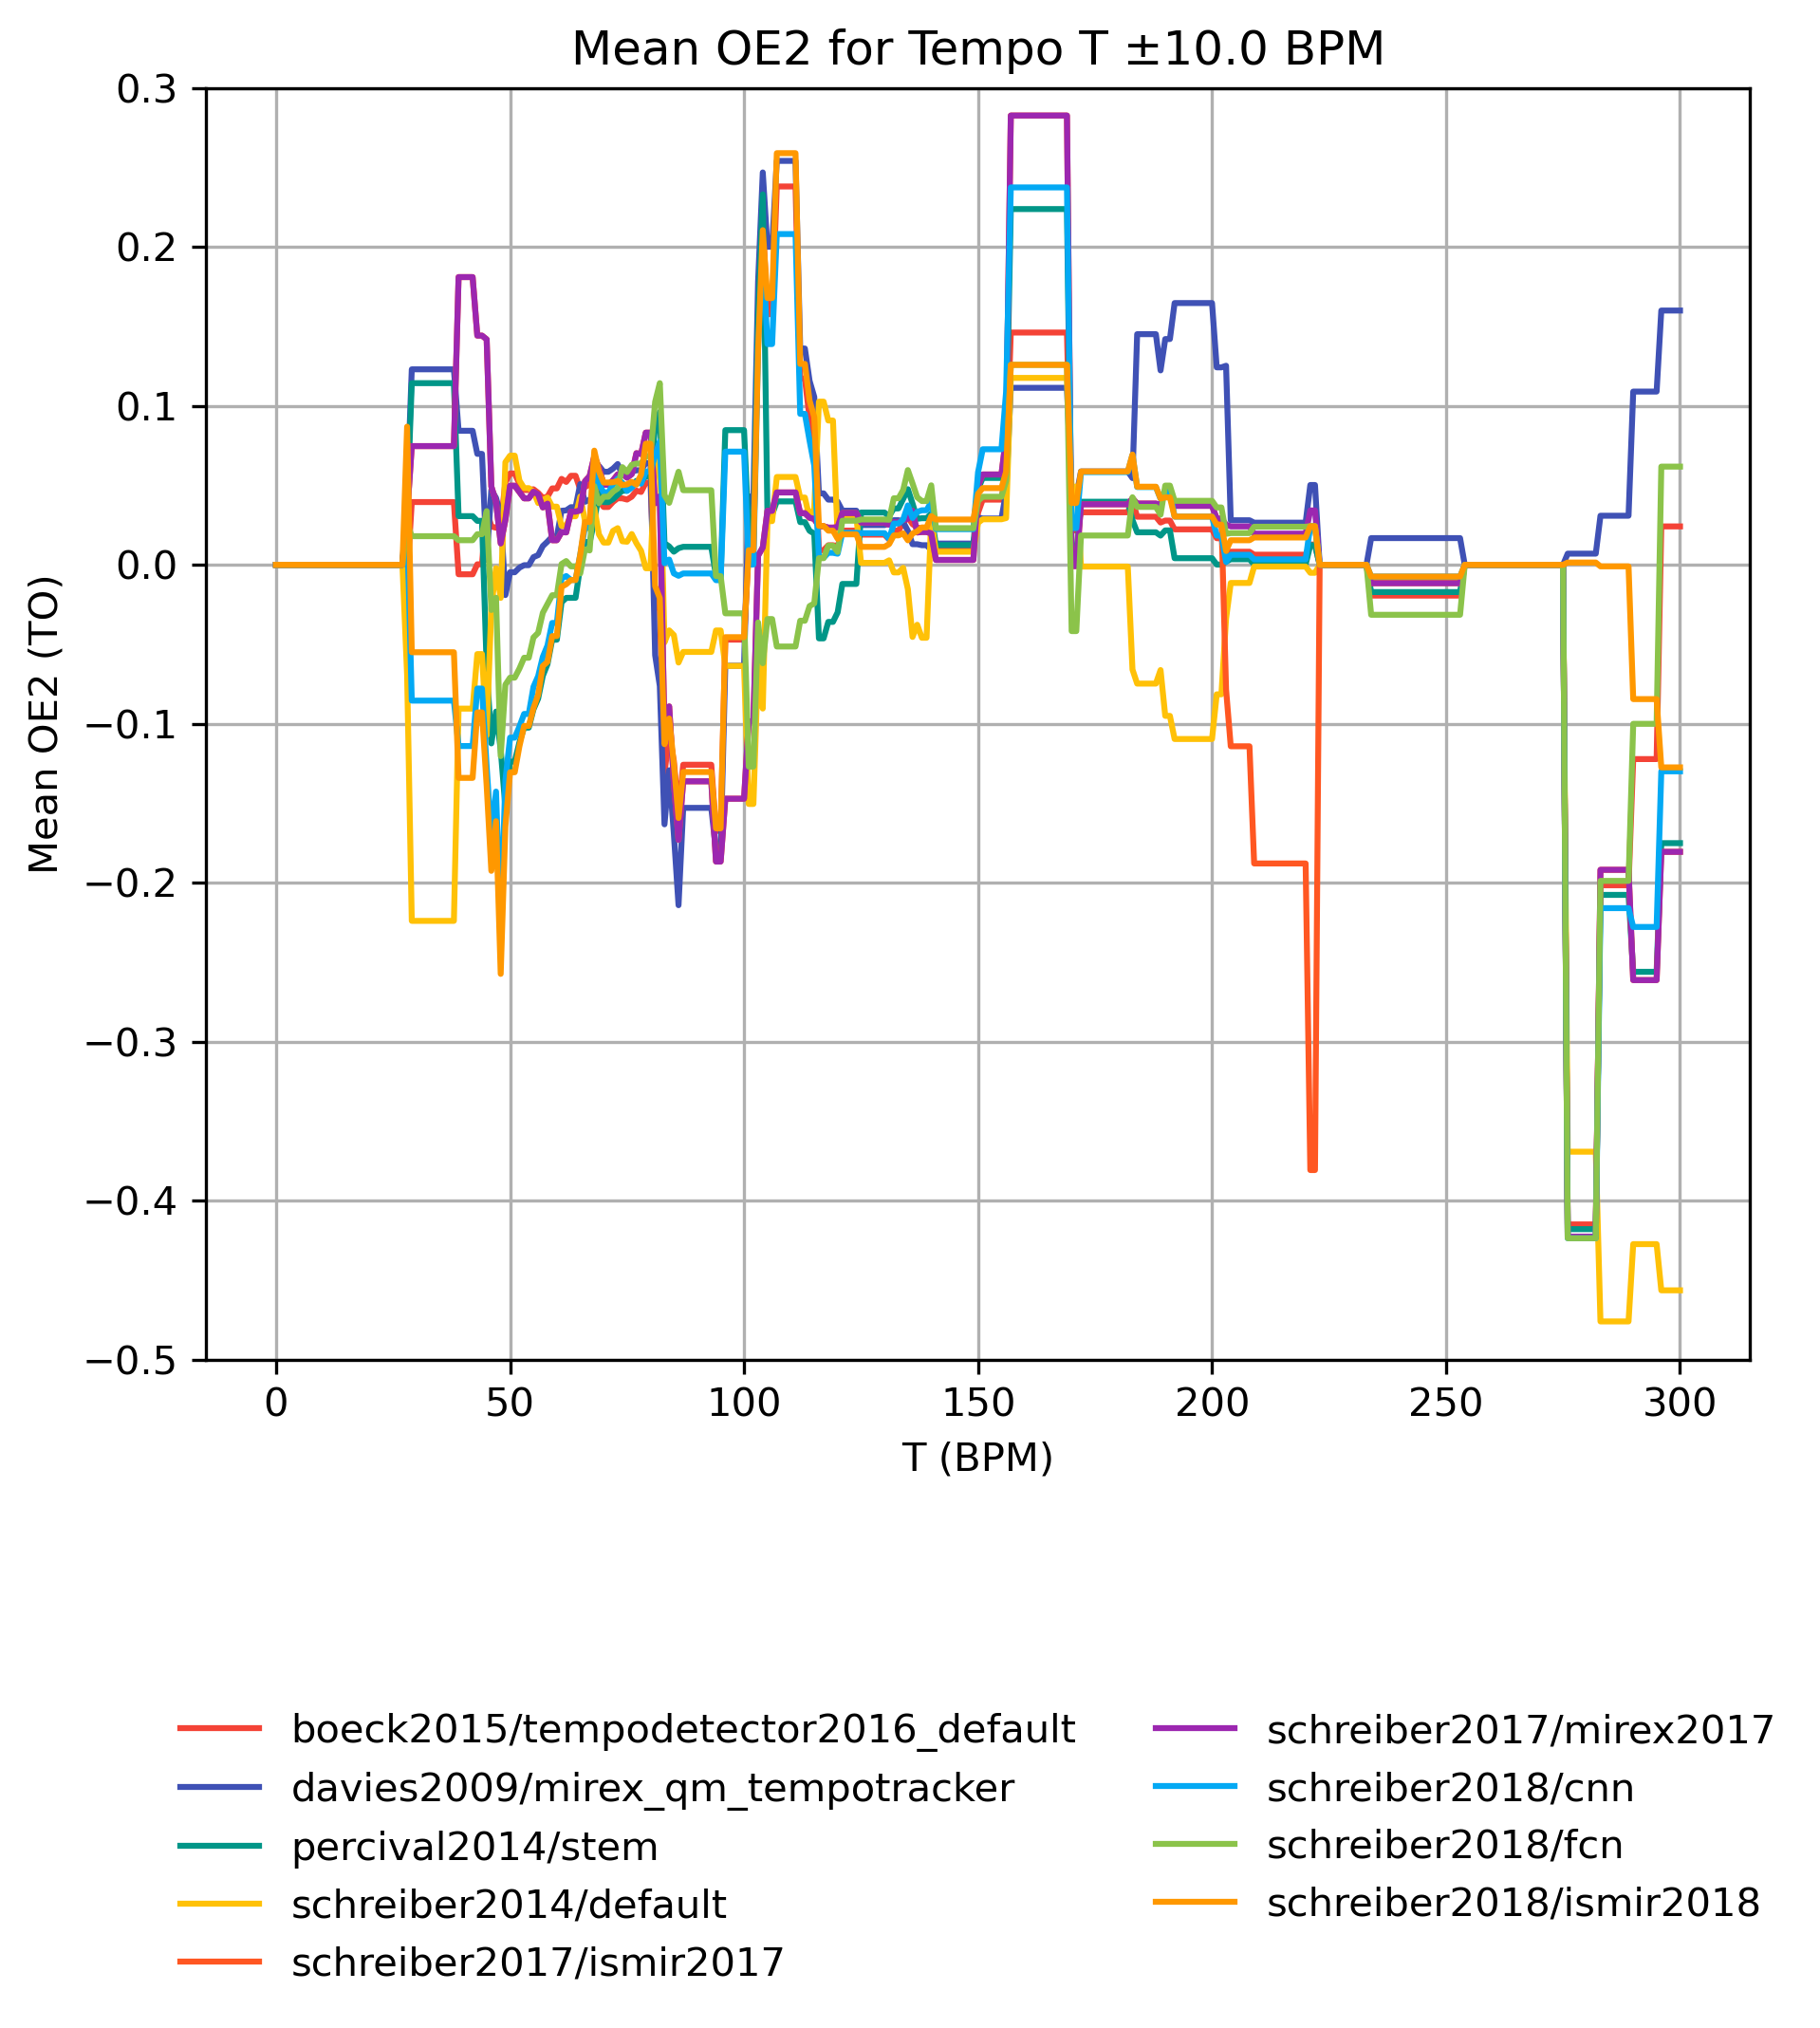 Mean OE2 for Tempo T ±10.0 BPM
0.3
0.2
0.1
0.0
−0.1
−0.2
−0.3
−0.4
−0.5
Mean OE2 (TO)
0 50 100 150 200 250 300
T (BPM)
boeck2015/tempodetector2016_default
davies2009/mirex_qm_tempotracker
percival2014/stem
schreiber2014/default
schreiber2017/ismir2017
schreiber2017/mirex2017
schreiber2018/cnn
schreiber2018/fcn
schreiber2018/ismir2018